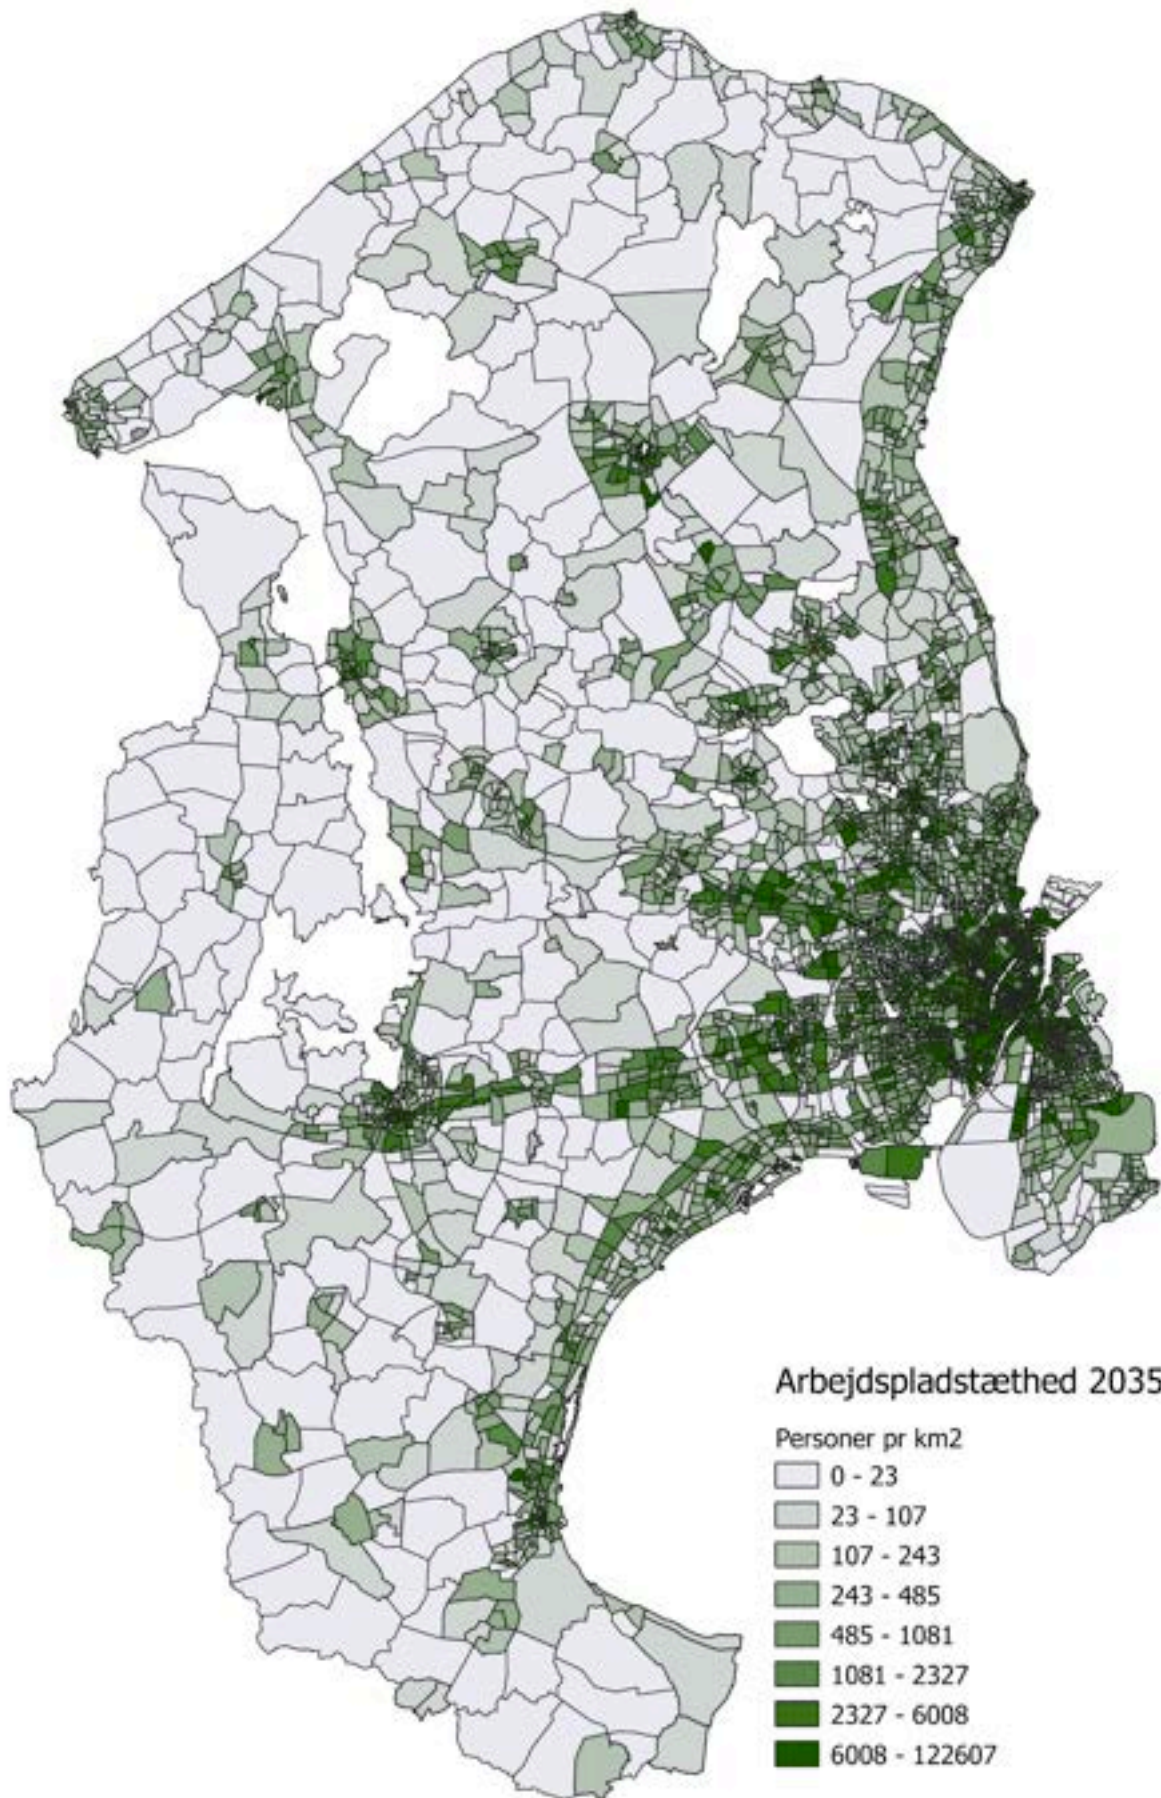 Arbejdspladstæthed 2035
Personer pr km2
0 - 23
23 - 107
107 - 243
243 - 485
485 - 1081
1081 - 2327
2327 - 6008
6008 - 122607